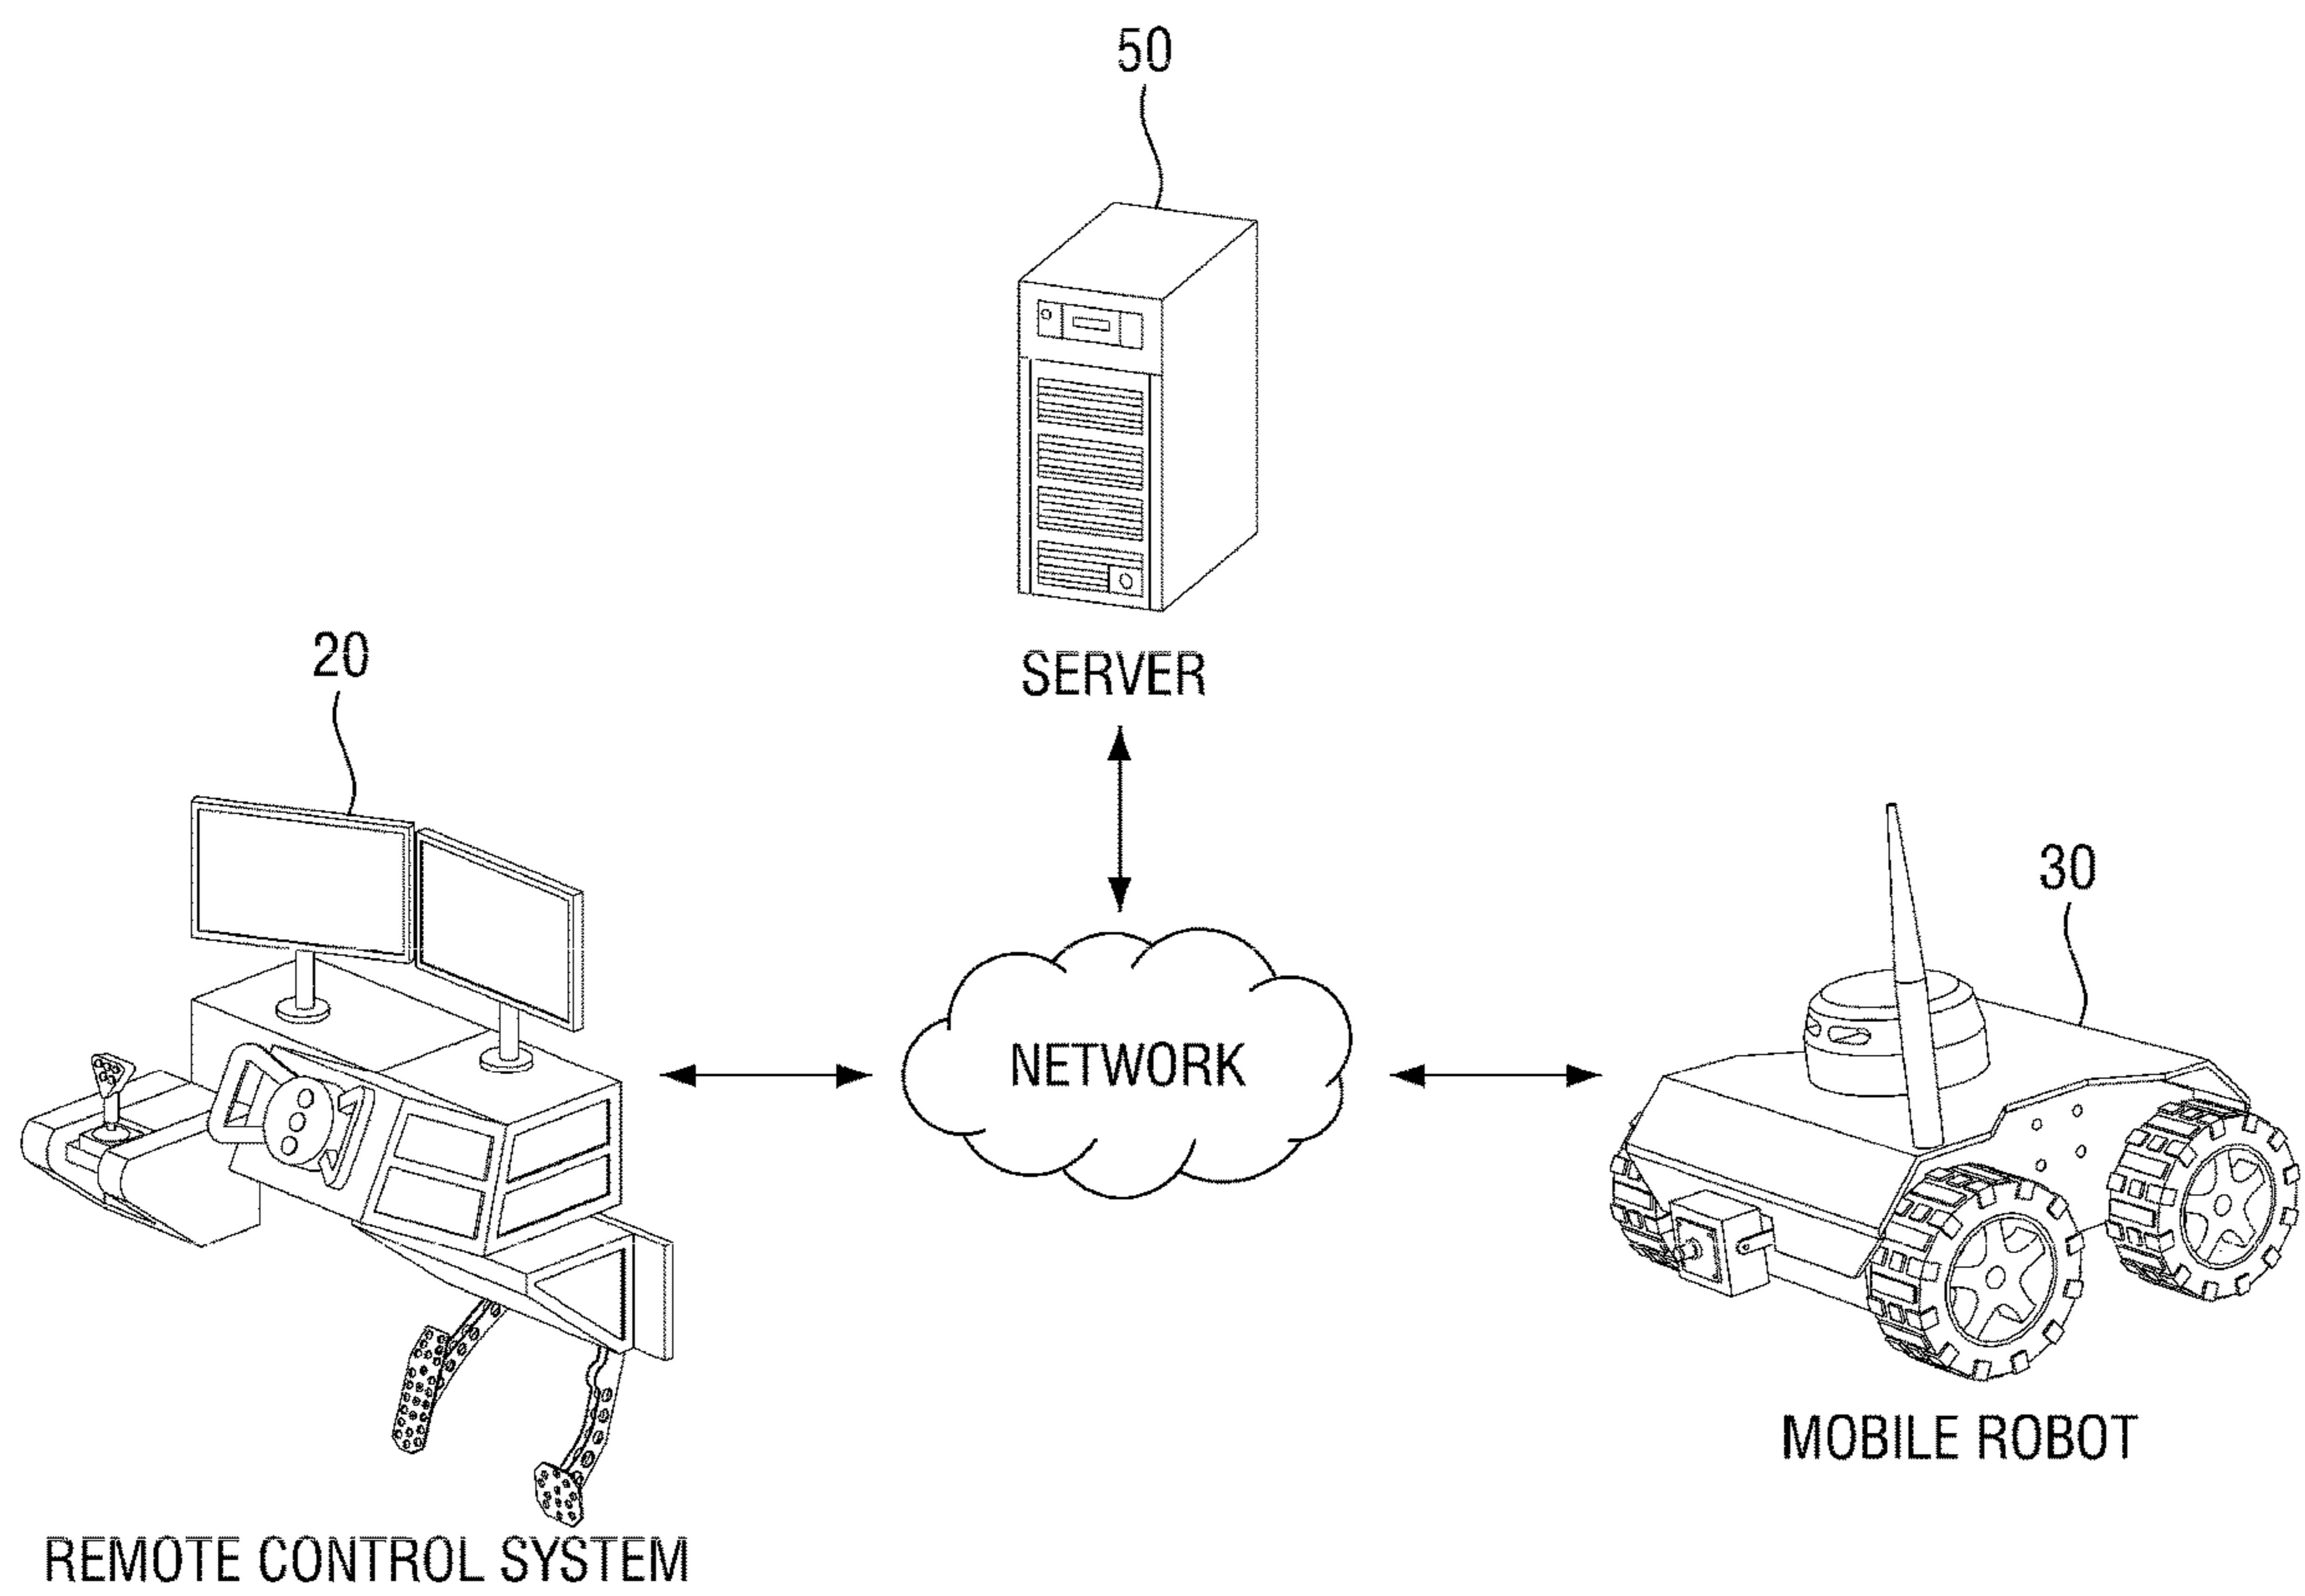 50
SERVER
20
30
NETWORK
MOBILE ROBOT
REMOTE CONTROL SYSTEM